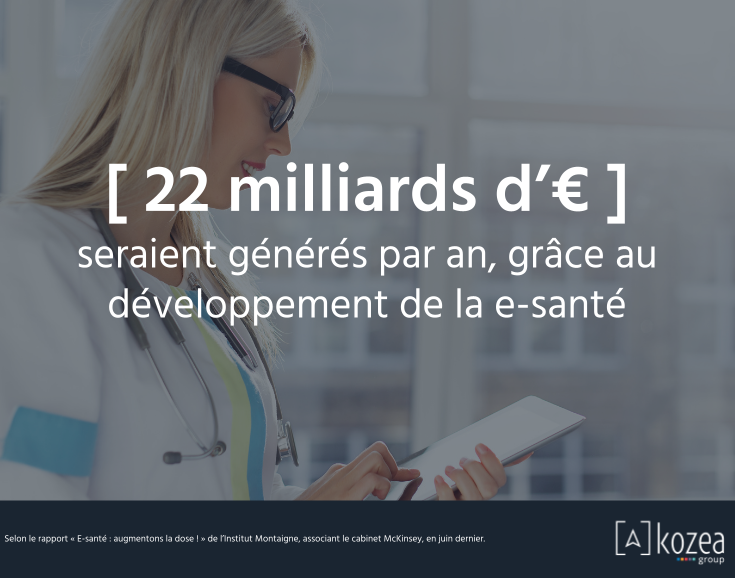 [ 22 milliards d’€ ]
seraient générés par an, grâce au
développement de la e-santé
Selon le rapport « E-santé : augmentons la dose ! » de l’Institut Montaigne, associant le cabinet McKinsey, en juin dernier.
[A] kozea
group